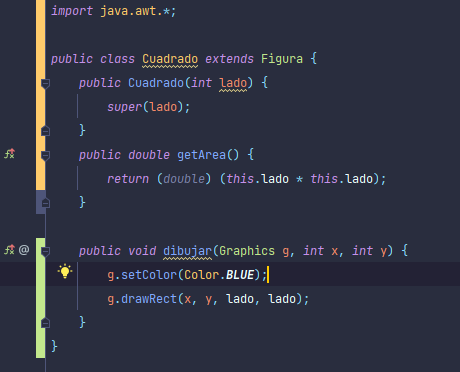 import java.awt.*;
public class Cuadrado extends Figura {
public Cuadrado(int lado) {
super(lado);
}
public double getArea() {
return (double) (this.lado * this.lado);
}
@ public void dibujar(Graphics g, int x, int y) {
g.setColor(Color.BLUE);
g.drawRect(x, y, lado, lado);
}
}